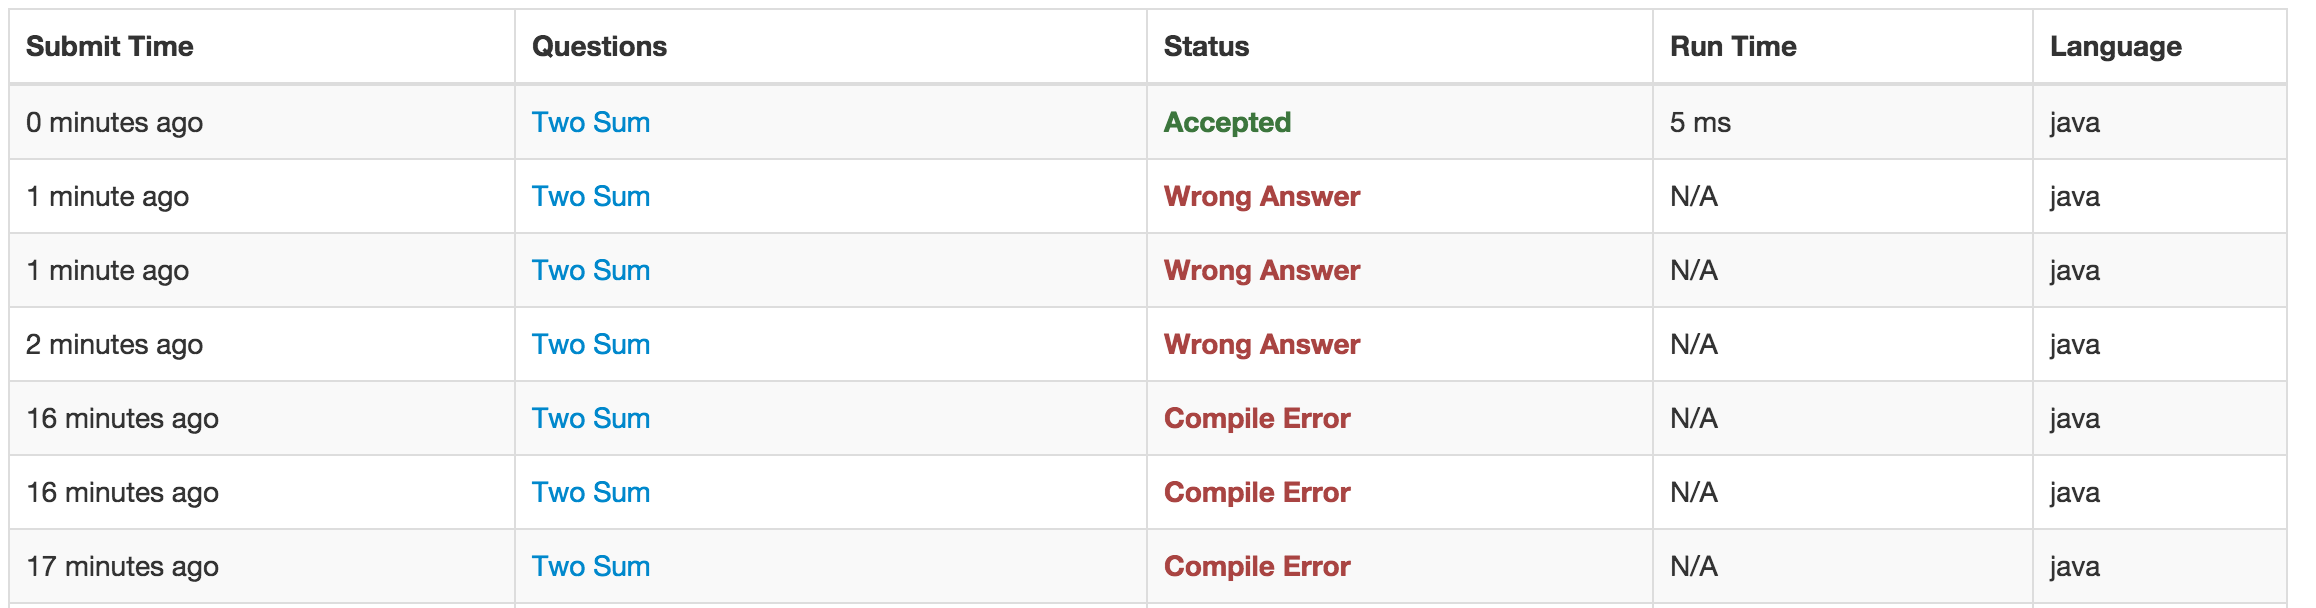 Submit Time Questions Status Run Time Language
0 minutes ago Two Sum Accepted 5 ms java
1 minute ago Two Sum Wrong Answer N/A java
1 minute ago Two Sum Wrong Answer N/A java
2 minutes ago Two Sum Wrong Answer N/A java
16 minutes ago Two Sum Compile Error N/A java
16 minutes ago Two Sum Compile Error N/A java
17 minutes ago Two Sum Compile Error N/A java